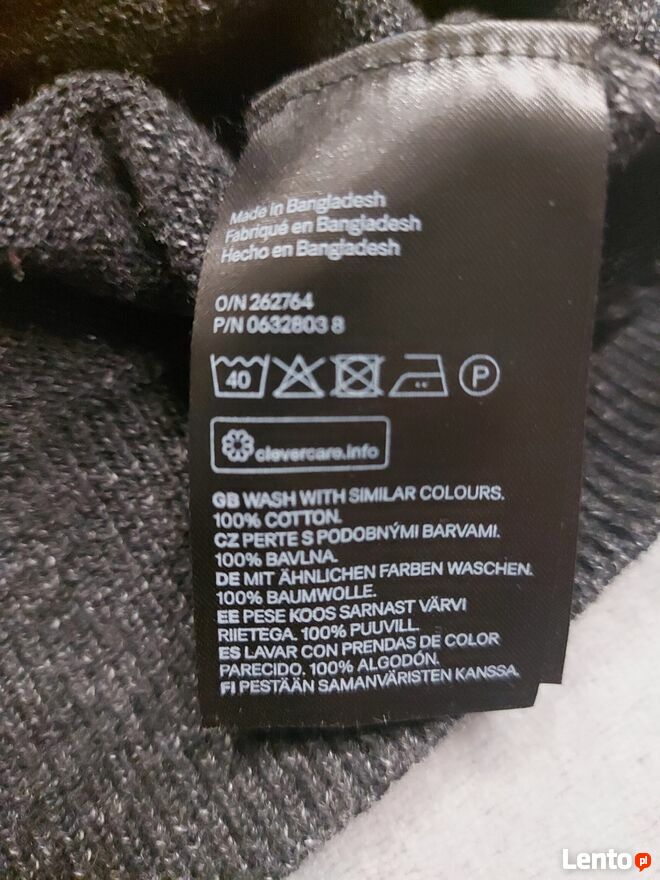 Made in Bangladesh
Fabriqué en Bangladesh
Hecho en Bangladesh
O/N 262764
P/N 0632803 8
40 P
clevercare.info
GB WASH WITH SIMILAR COLOURS.
100% COTTON.
CZ PERTE S PODOBNÝMI BARVAMI.
100% BAVLNA.
DE MIT ÄHNLICHEN FARBEN WASCHEN.
100% BAUMWOLLE.
EE PESE KOOS SARNAST VÄRVI
RIIETEGA. 100% PUUVILL.
ES LAVAR CON PRENDAS DE COLOR
PARECIDO. 100% ALGODÓN.
FI PESTÄÄN SAMANVÄRISTEN KANSSA.
Lento pl